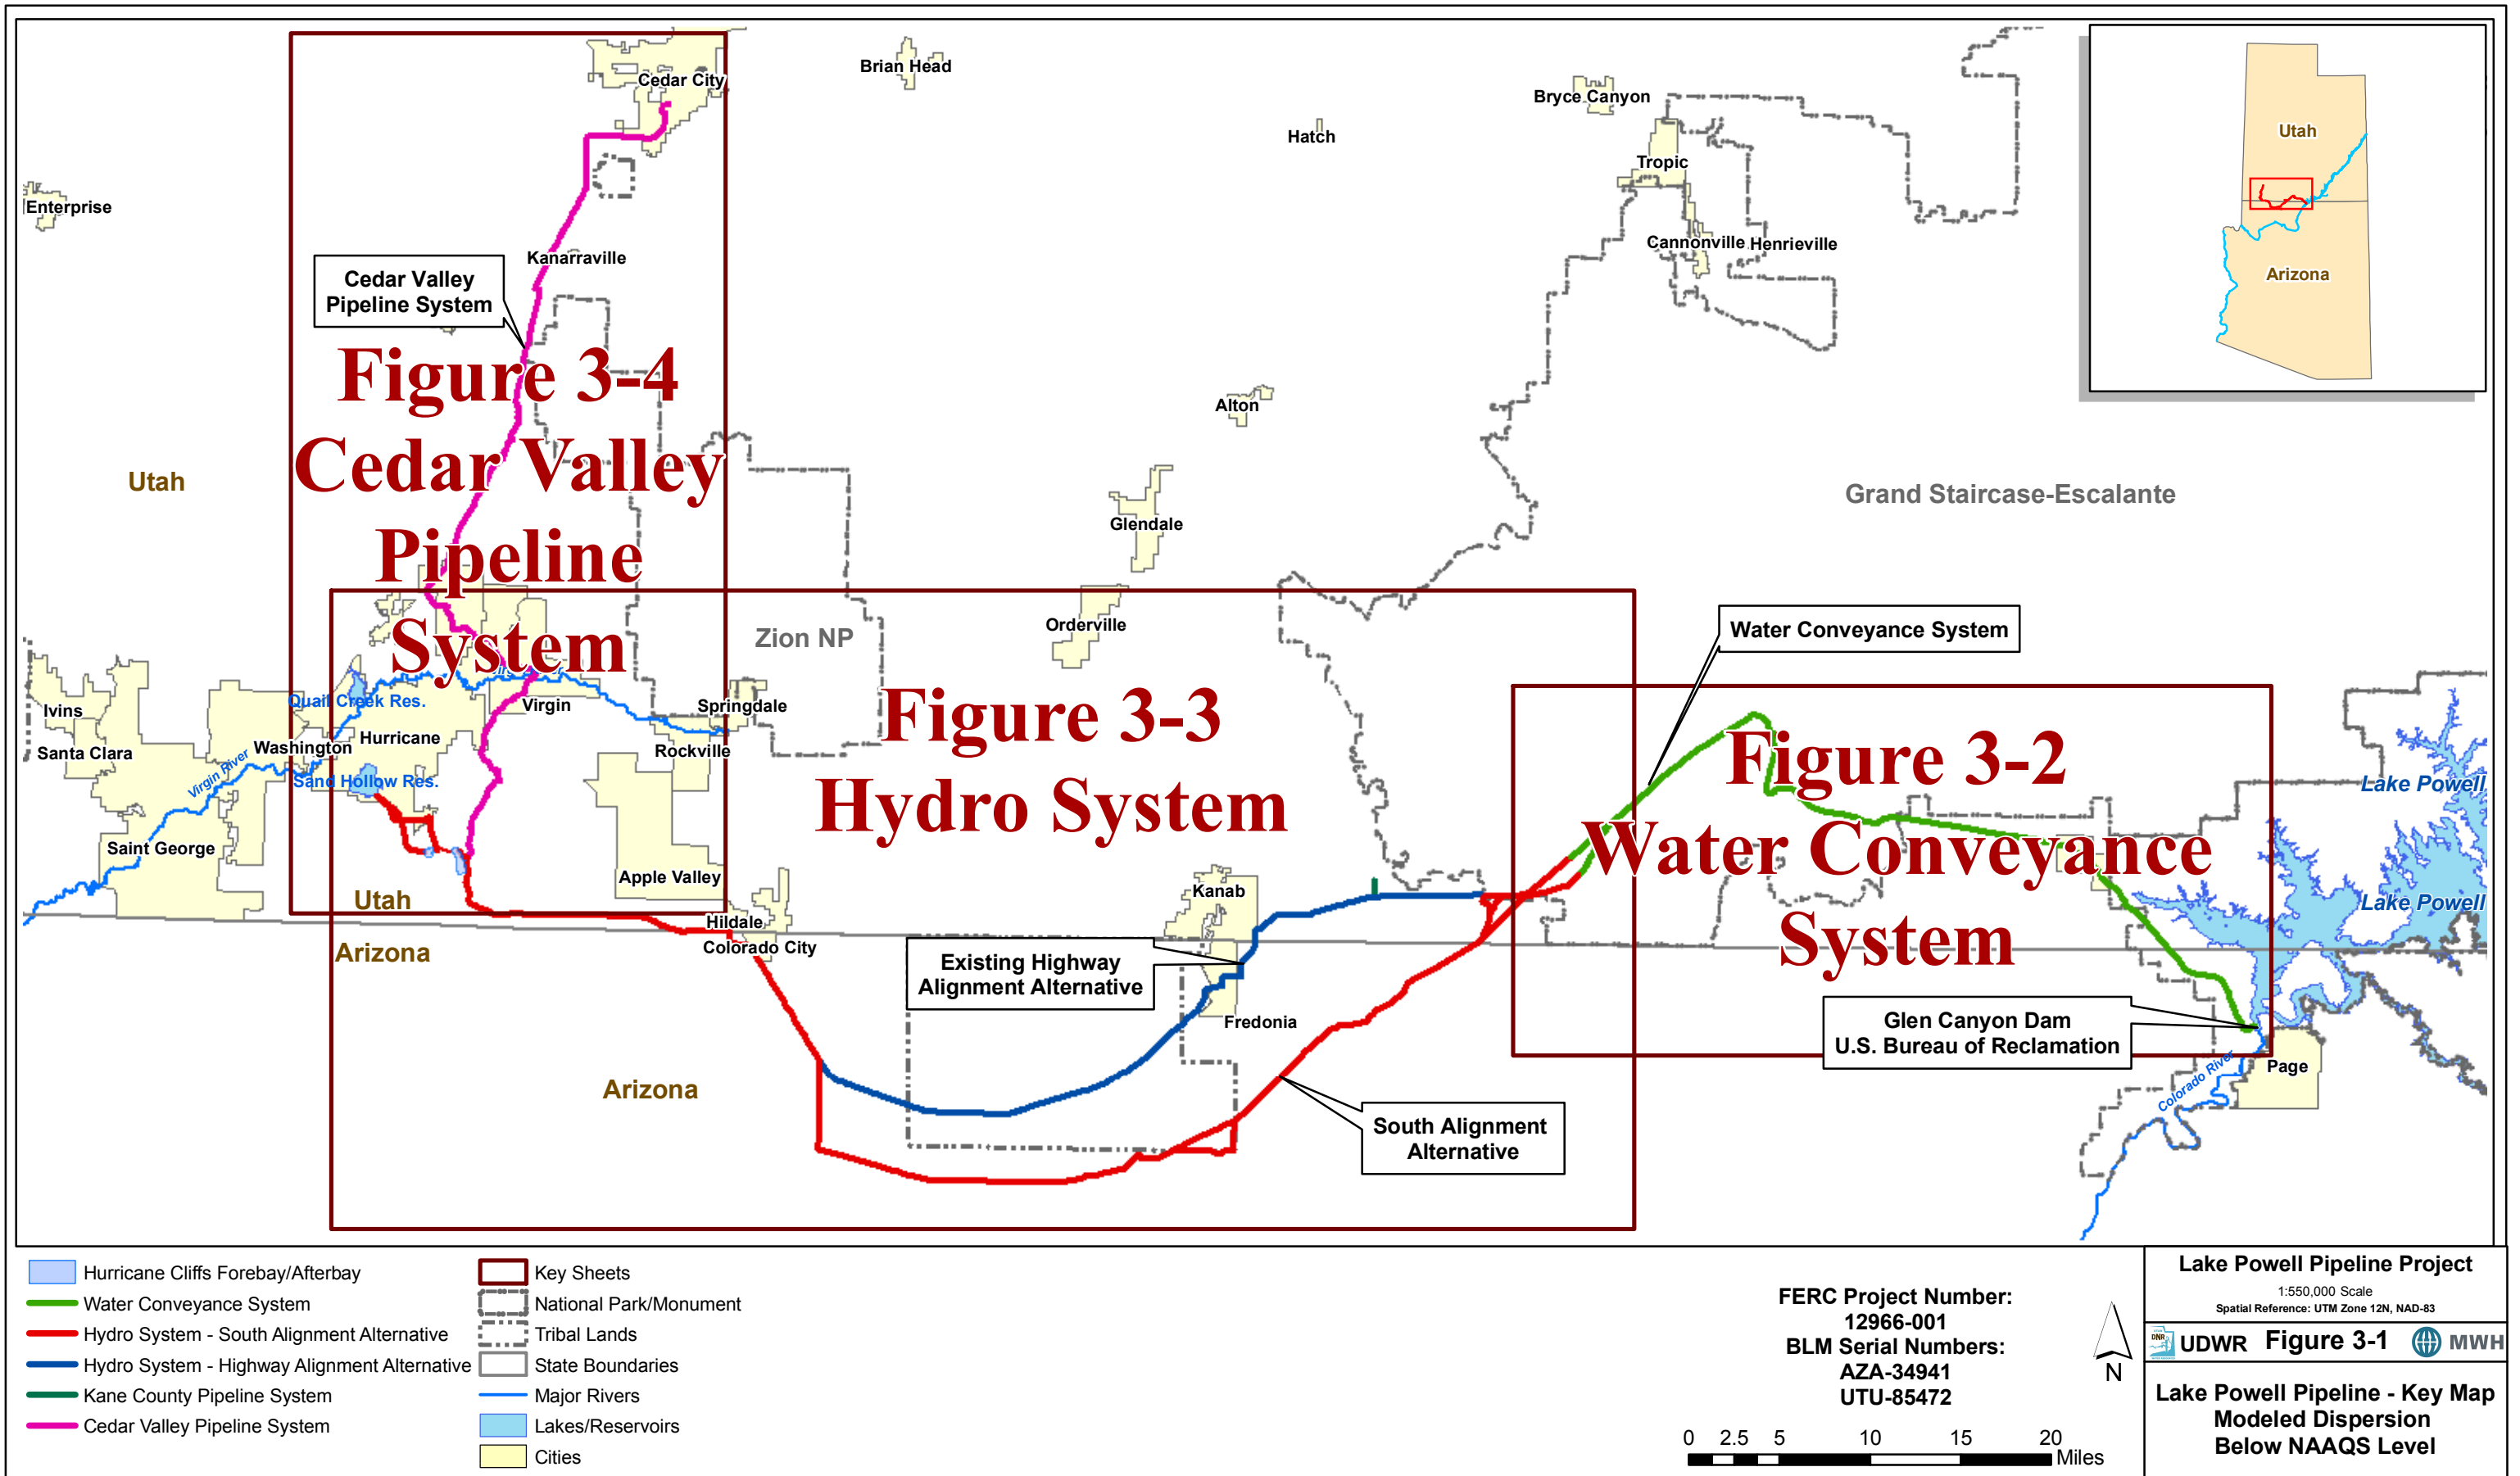 Cedar City
Brian Head
Bryce Canyon
Hatch
Tropic
Utah
Arizona
Enterprise
Kanarraville
Cannonville
Henrieville
Cedar Valley
Pipeline System
Figure 3-4
Cedar Valley
Pipeline
System
Alton
Utah
Grand Staircase-Escalante
Glendale
Orderville
Zion NP
Water Conveyance System
Quail Creek Res.
Ivins
Virgin
Springdale
Santa Clara
Washington
Hurricane
Rockville
Virgin River
Sand Hollow Res.
Figure 3-3
Hydro System
Figure 3-2
Water Conveyance
System
Lake Powell
Lake Powell
Saint George
Apple Valley
Kanab
Utah
Hildale
Arizona
Colorado City
Existing Highway
Alignment Alternative
Fredonia
Glen Canyon Dam
U.S. Bureau of Reclamation
Page
Colorado River
Arizona
South Alignment
Alternative
Hurricane Cliffs Forebay/Afterbay
Water Conveyance System
Hydro System - South Alignment Alternative
Hydro System - Highway Alignment Alternative
Kane County Pipeline System
Cedar Valley Pipeline System
Key Sheets
National Park/Monument
Tribal Lands
State Boundaries
Major Rivers
Lakes/Reservoirs
Cities
FERC Project Number:
12966-001
BLM Serial Numbers:
AZA-34941
UTU-85472
0 2.5 5 10 15 20
Miles
N
Lake Powell Pipeline Project
1:550,000 Scale
Spatial Reference: UTM Zone 12N, NAD-83
DNR
UDWR Figure 3-1 MWH
Lake Powell Pipeline - Key Map
Modeled Dispersion
Below NAAQS Level